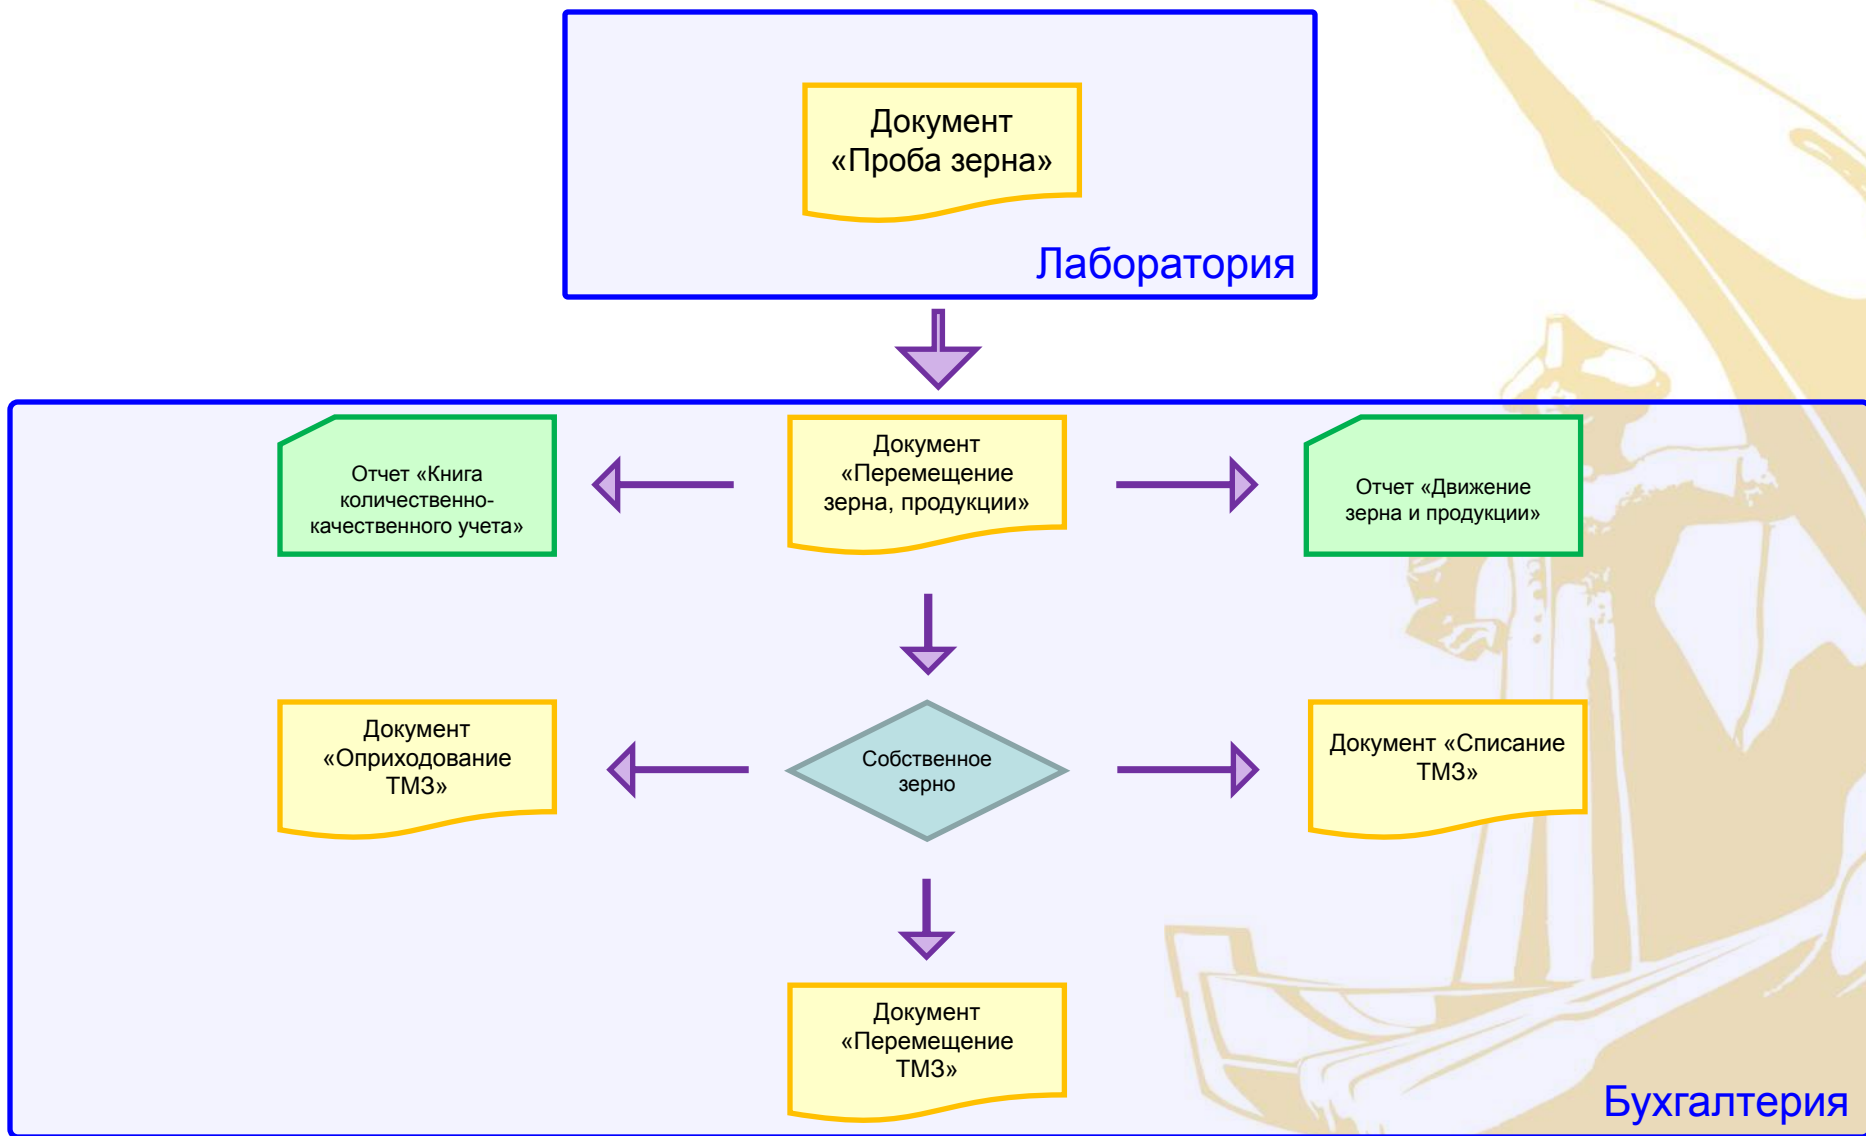 Документ
«Проба зерна»
Лаборатория
Отчет «Книга
количественно-
качественного учета»
Документ
«Перемещение
зерна, продукции»
Отчет «Движение
зерна и продукции»
Документ
«Оприходование
ТМЗ»
Собственное
зерно
Документ «Списание
ТМЗ»
Документ
«Перемещение
ТМЗ»
Бухгалтерия